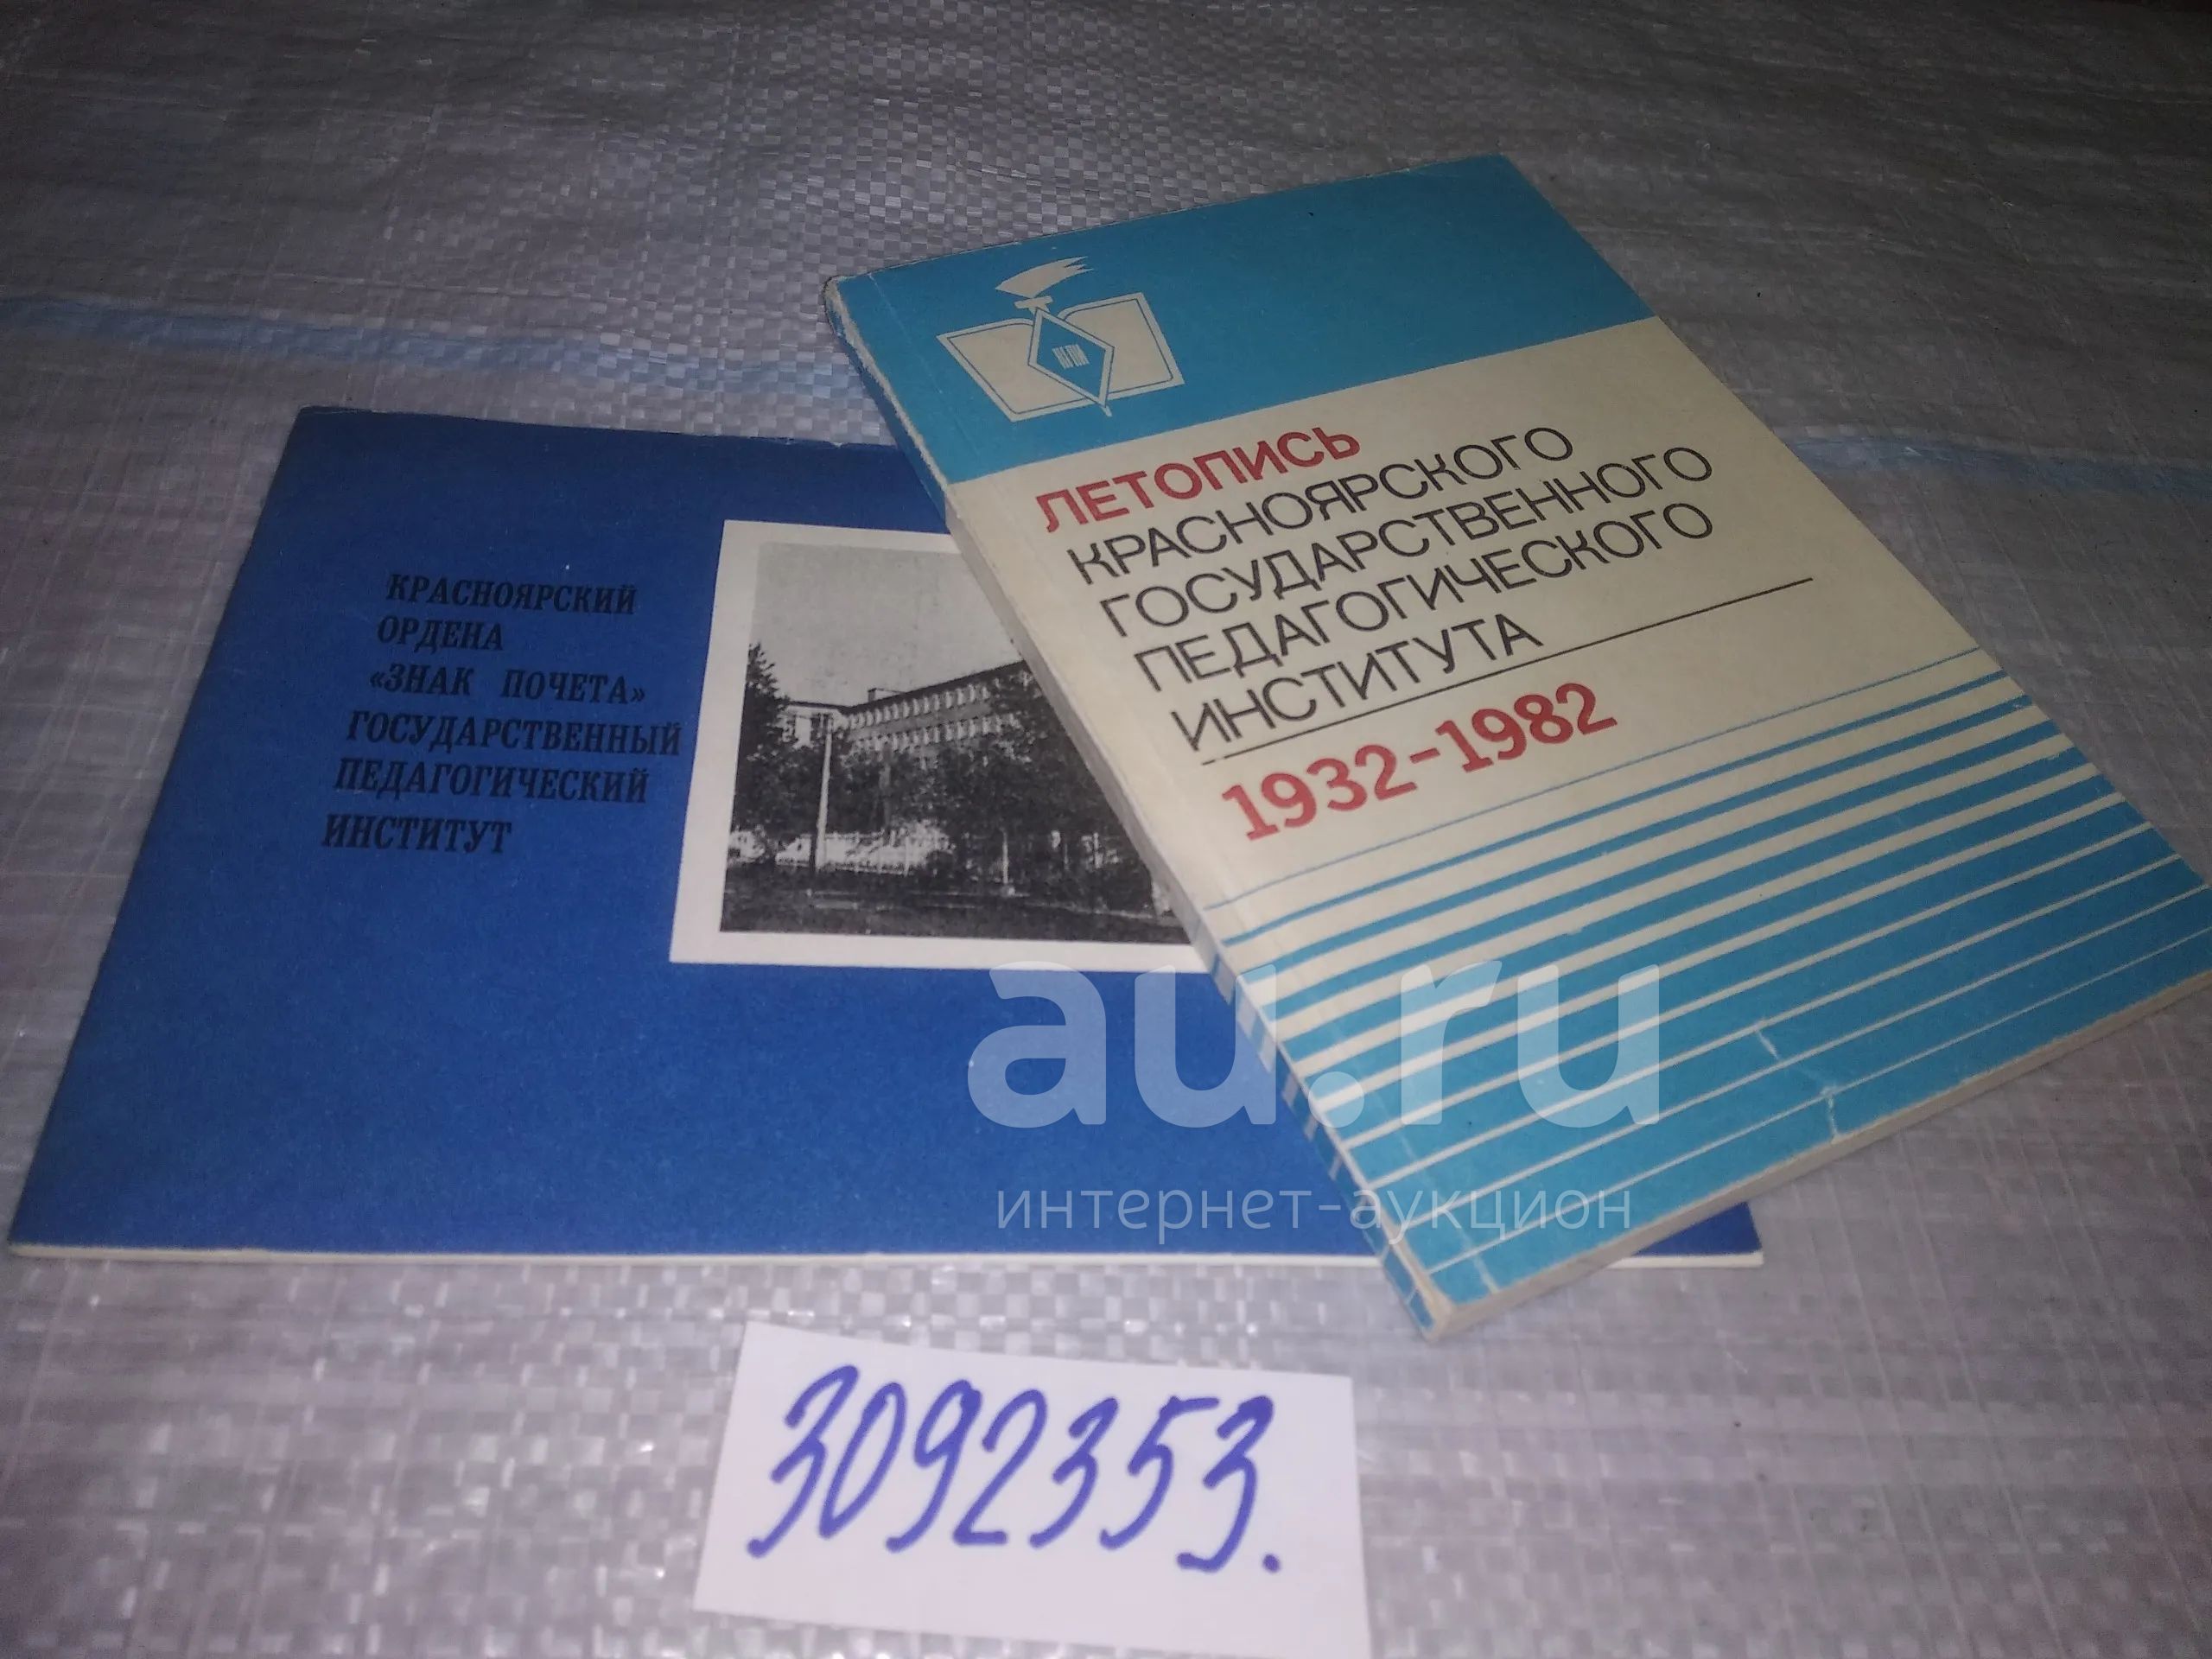 КРАСНОЯРСКИЙ
ОРДЕНА
«ЗНАК ПОЧЕТА»
ГОСУДАРСТВЕННЫЙ
ПЕДАГОГИЧЕСКИЙ
ИНСТИТУТ
КГПИ
ЛЕТОПИСЬ
КРАСНОЯРСКОГО
ГОСУДАРСТВЕННОГО
ПЕДАГОГИЧЕСКОГО
ИНСТИТУТА
1932-1982
au.ru
интернет-аукцион
3092353.